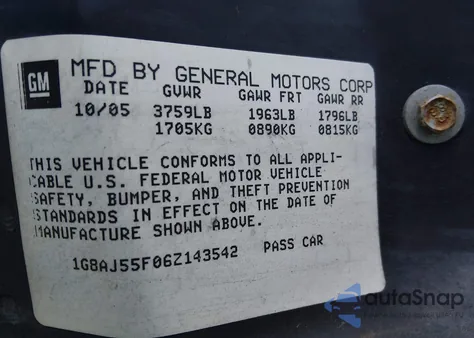 GM
MFD BY GENERAL MOTORS CORP
DATE GVWR GAWR FRT GAWR RR
10/05 3759LB 1963LB 1796LB
1705KG 0890KG 0815KG
THIS VEHICLE CONFORMS TO ALL APPLI-
CABLE U.S. FEDERAL MOTOR VEHICLE
SAFETY, BUMPER, AND THEFT PREVENTION
STANDARDS IN EFFECT ON THE DATE OF
MANUFACTURE SHOWN ABOVE.
1G8AJ55F06Z143542 PASS CAR
autaSnap